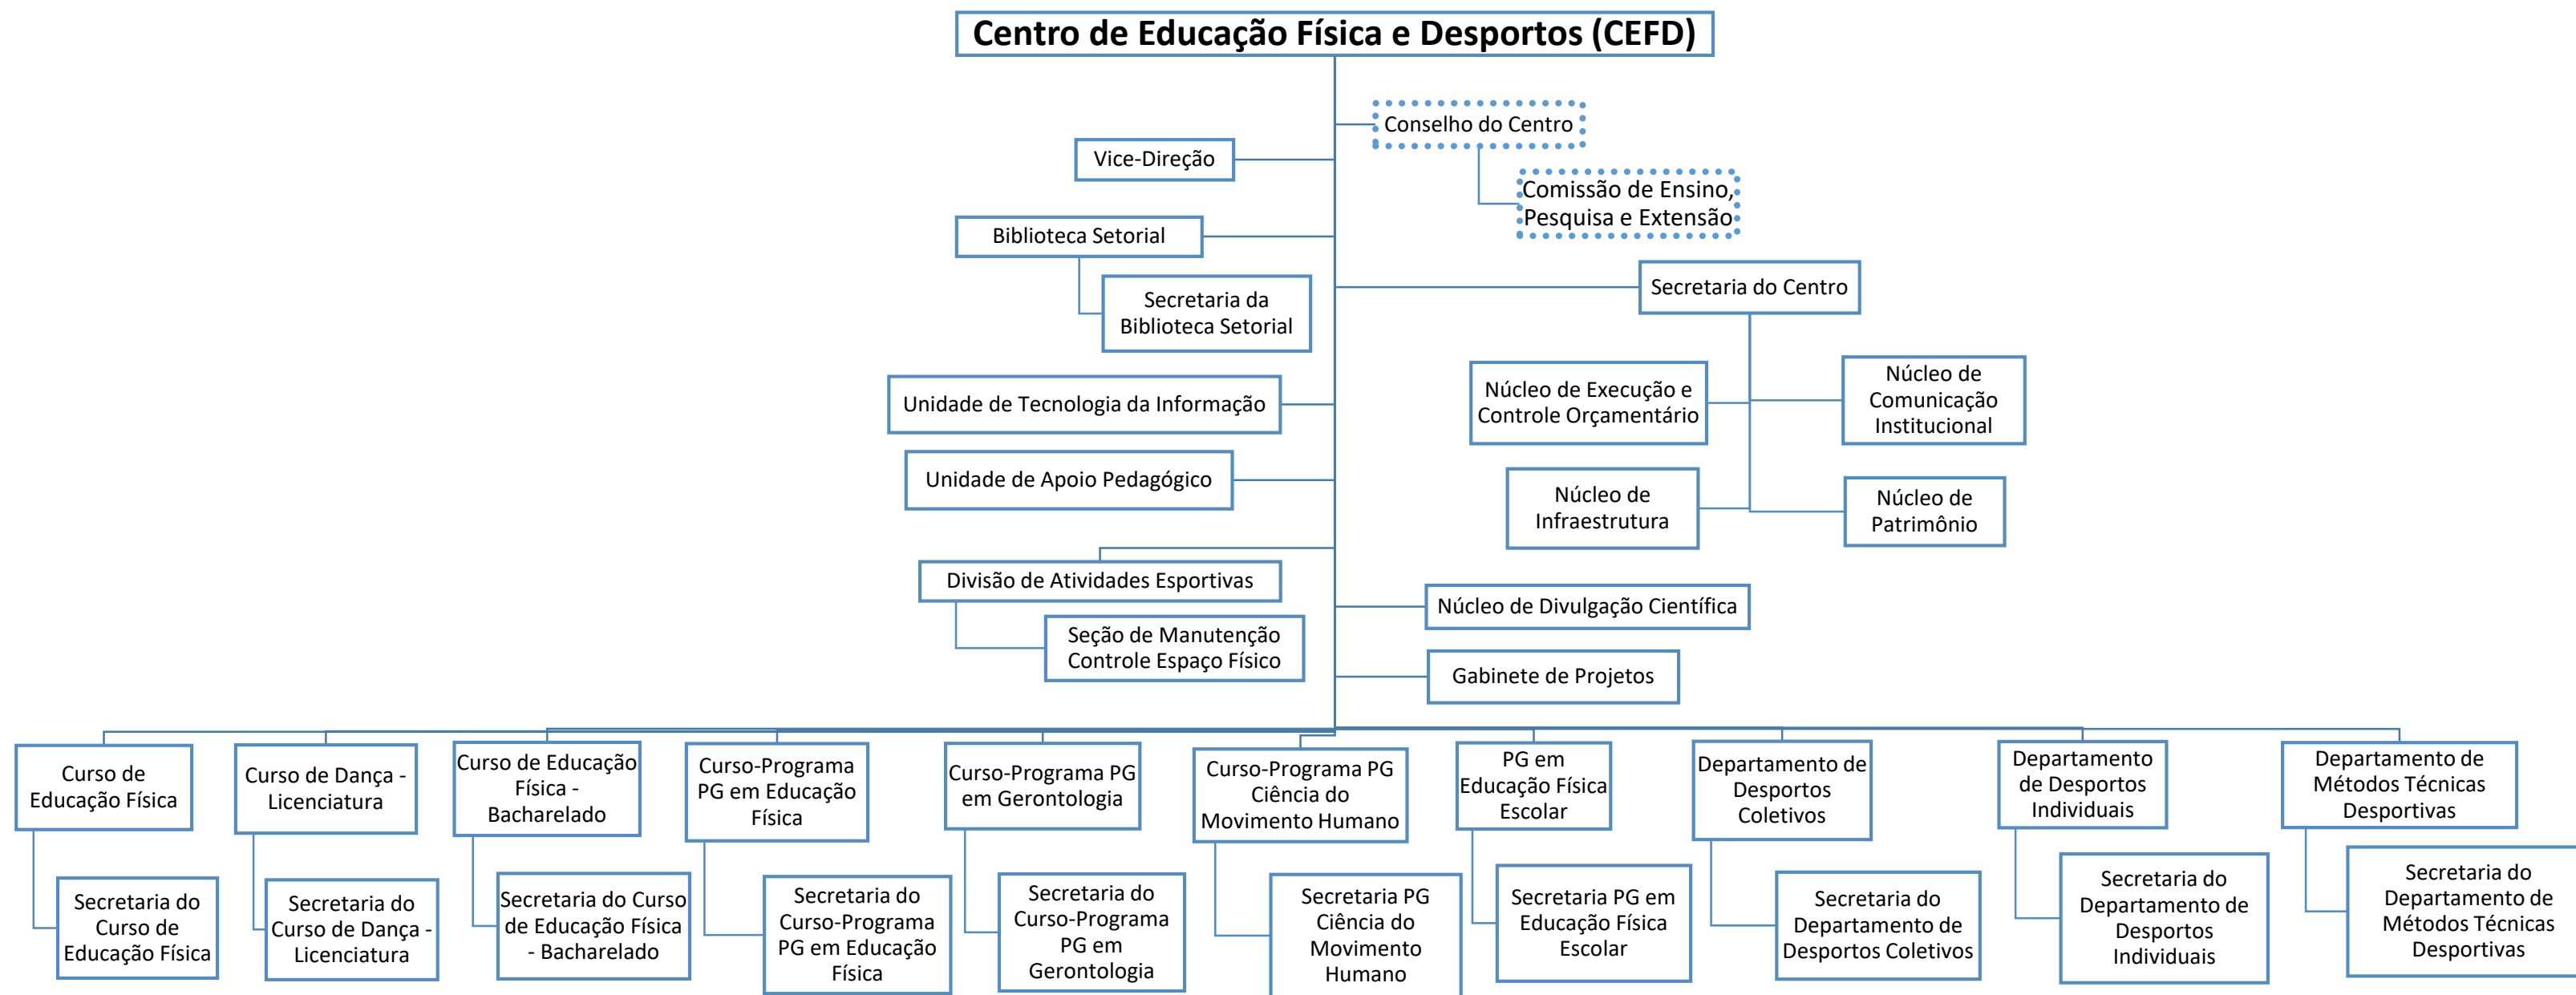 Centro de Educação Física e Desportos (CEFD)
Conselho do Centro
Vice-Direção
Comissão de Ensino,
Pesquisa e Extensão
Biblioteca Setorial
Secretaria da
Biblioteca Setorial
Secretaria do Centro
Unidade de Tecnologia da Informação
Núcleo de Execução e
Controle Orçamentário
Núcleo de
Comunicação
Institucional
Unidade de Apoio Pedagógico
Núcleo de
Infraestrutura
Núcleo de
Patrimônio
Divisão de Atividades Esportivas
Núcleo de Divulgação Científica
Seção de Manutenção
Controle Espaço Físico
Gabinete de Projetos
Curso de
Educação Física
Curso de Dança -
Licenciatura
Curso de Educação
Física -
Bacharelado
Curso-Programa
PG em Educação
Física
Curso-Programa PG
em Gerontologia
Curso-Programa PG
Ciência do
Movimento Humano
PG em
Educação Física
Escolar
Departamento de
Desportos
Coletivos
Departamento
de Desportos
Individuais
Departamento de
Métodos Técnicas
Desportivas
Secretaria do
Curso de
Educação Física
Secretaria do
Curso de Dança -
Licenciatura
Secretaria do Curso
de Educação Física
- Bacharelado
Secretaria do
Curso-Programa
PG em Educação
Física
Secretaria do
Curso-Programa
PG em
Gerontologia
Secretaria PG
Ciência do
Movimento
Humano
Secretaria PG em
Educação Física
Escolar
Secretaria do
Departamento de
Desportos Coletivos
Secretaria do
Departamento de
Desportos
Individuais
Secretaria do
Departamento de
Métodos Técnicas
Desportivas